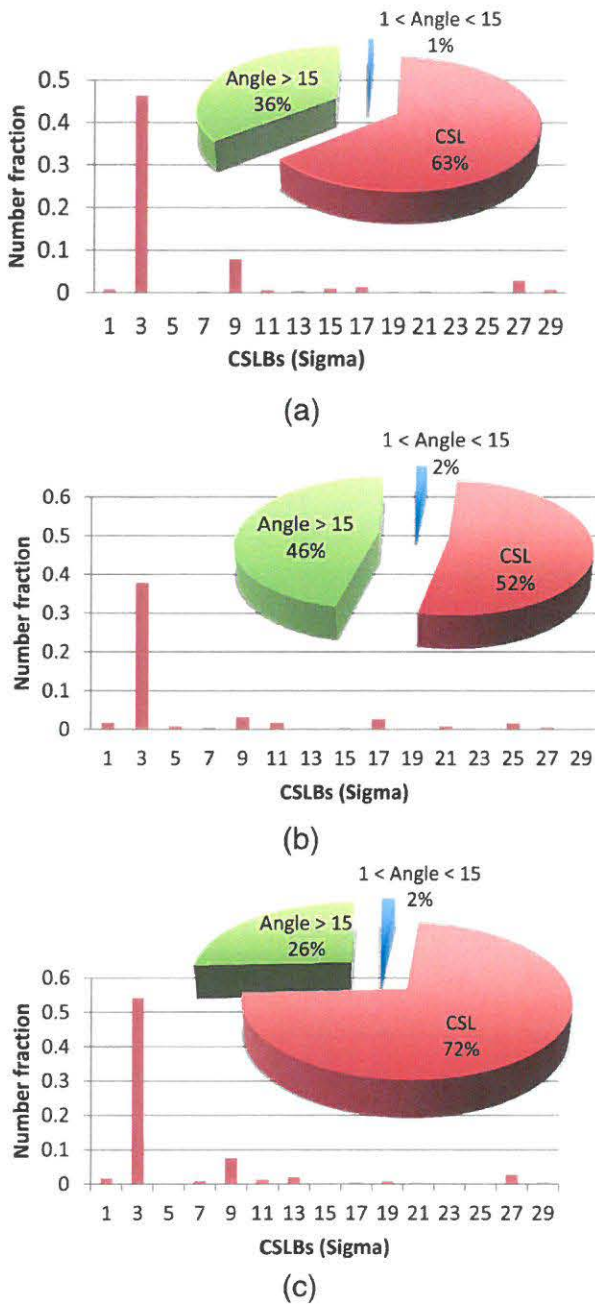 1 < Angle < 15
1%
Angle > 15
36%
CSL
63%
Number fraction
0.5
0.4
0.3
0.2
0.1
0
1 3 5 7 9 11 13 15 17 19 21 23 25 27 29
CSLBs (Sigma)
(a)
1 < Angle < 15
2%
Angle > 15
46%
CSL
52%
Number fraction
0.6
0.5
0.4
0.3
0.2
0.1
0
1 3 5 7 9 11 13 15 17 19 21 23 25 27 29
CSLBs (Sigma)
(b)
1 < Angle < 15
2%
Angle > 15
26%
CSL
72%
Number fraction
0.6
0.5
0.4
0.3
0.2
0.1
0
1 3 5 7 9 11 13 15 17 19 21 23 25 27 29
CSLBs (Sigma)
(c)